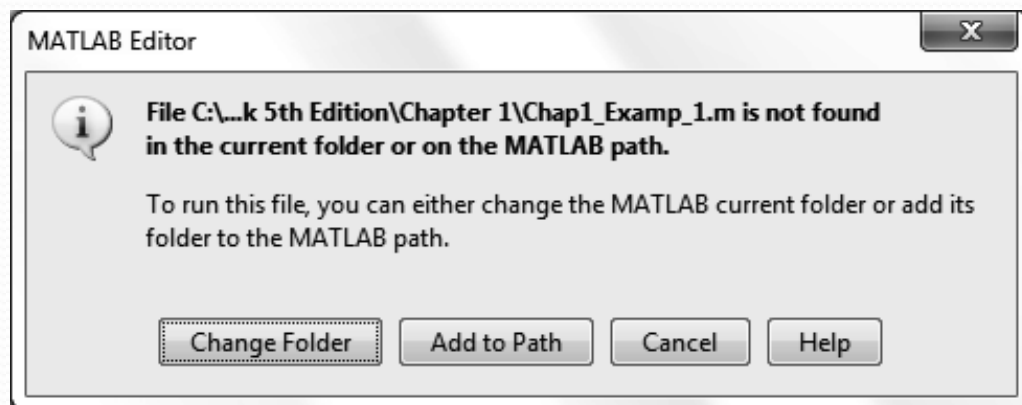 MATLAB Editor
X
File C:\...k 5th Edition\Chapter 1\Chap1_Examp_1.m is not found
in the current folder or on the MATLAB path.
To run this file, you can either change the MATLAB current folder or add its
folder to the MATLAB path.
Change Folder Add to Path Cancel Help